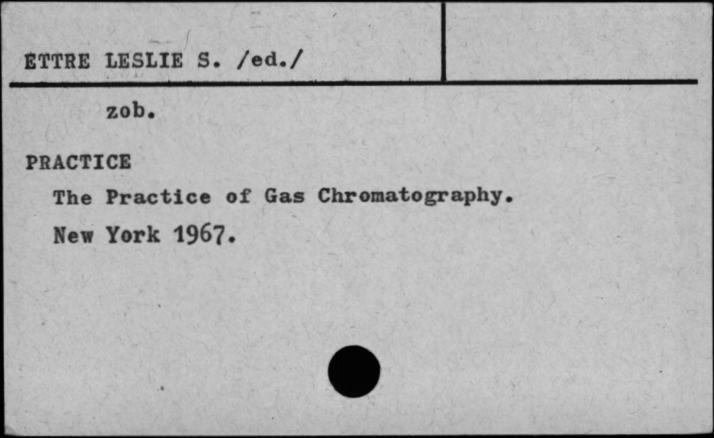 ETTRE LESLIE S. /ed./
zob.
PRACTICE
The Practice of Gas Chromatography.
New York 1967.